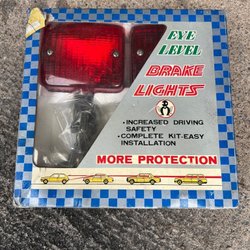 EYE
LEVEL
BRAKE
LIGHTS
• INCREASED DRIVING
SAFETY
• COMPLETE KIT-EASY
INSTALLATION
MORE PROTECTION